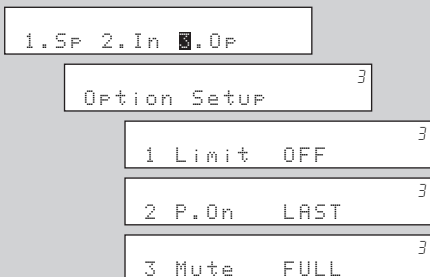 1.Sp 2.In 3.Op
3
Option Setup
3
1 Limit OFF
3
2 P.On LAST
3
3 Mute FULL